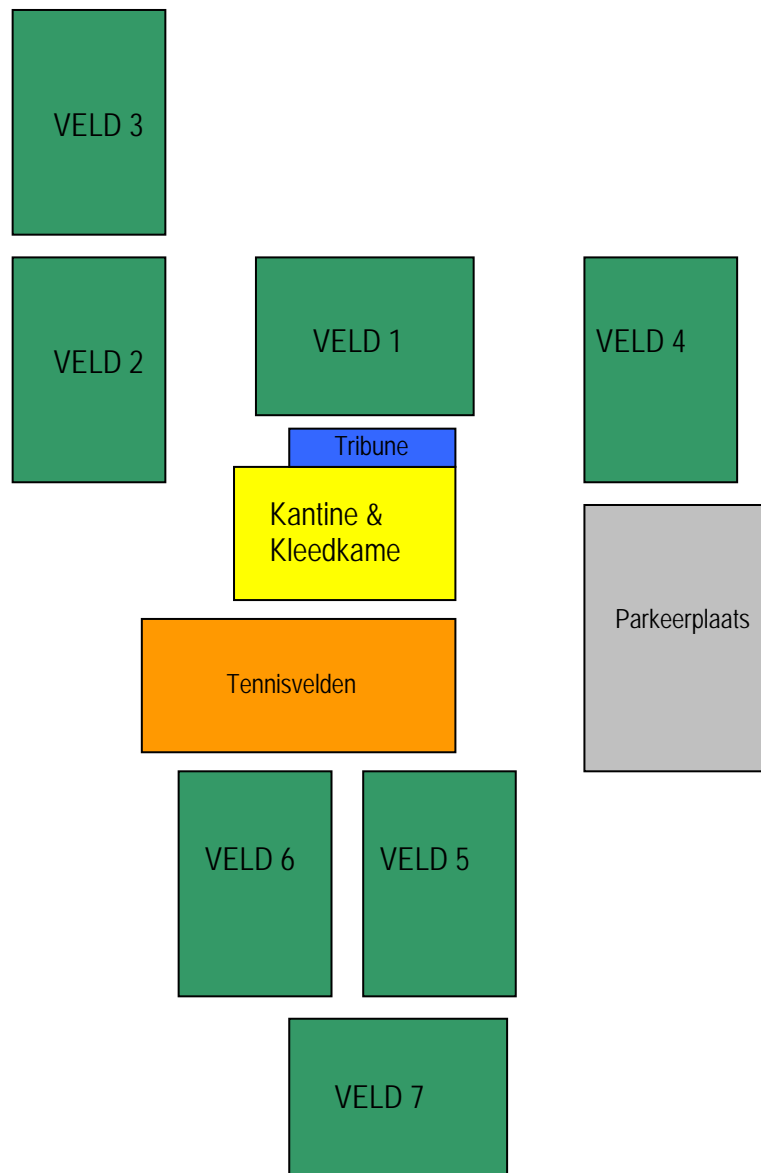 VELD 3
VELD 2
VELD 1
VELD 4
Tribune
Kantine &
Kleedkame
Parkeerplaats
Tennisvelden
VELD 6
VELD 5
VELD 7